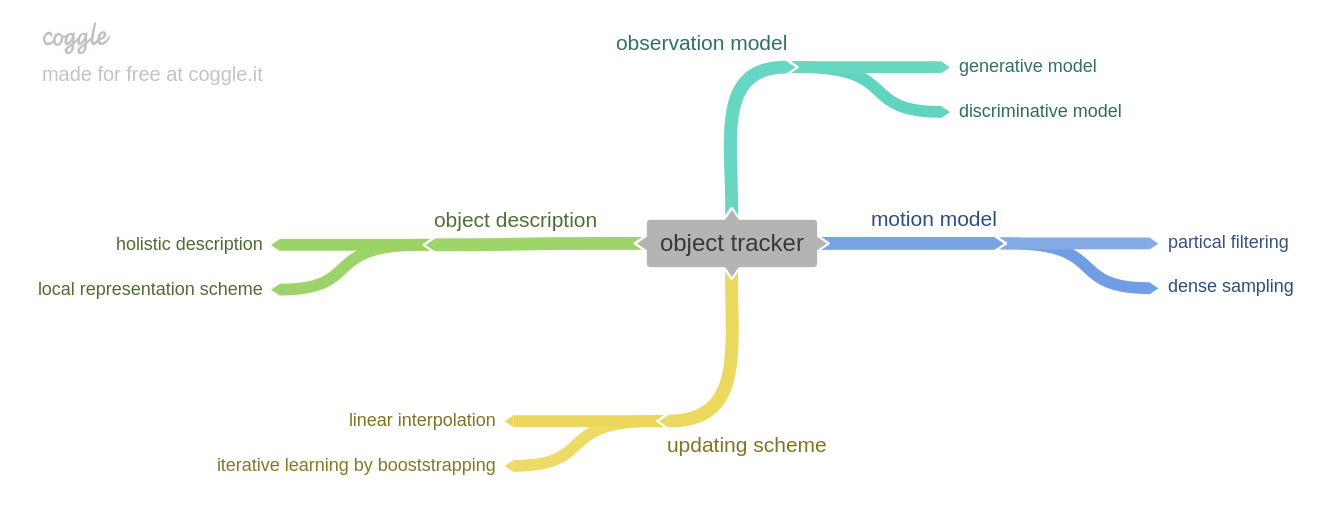 coggle
made for free at coggle.it
observation model
generative model
discriminative model
object description
holistic description
local representation scheme
object tracker
motion model
partical filtering
dense sampling
linear interpolation
iterative learning by booststrapping
updating scheme